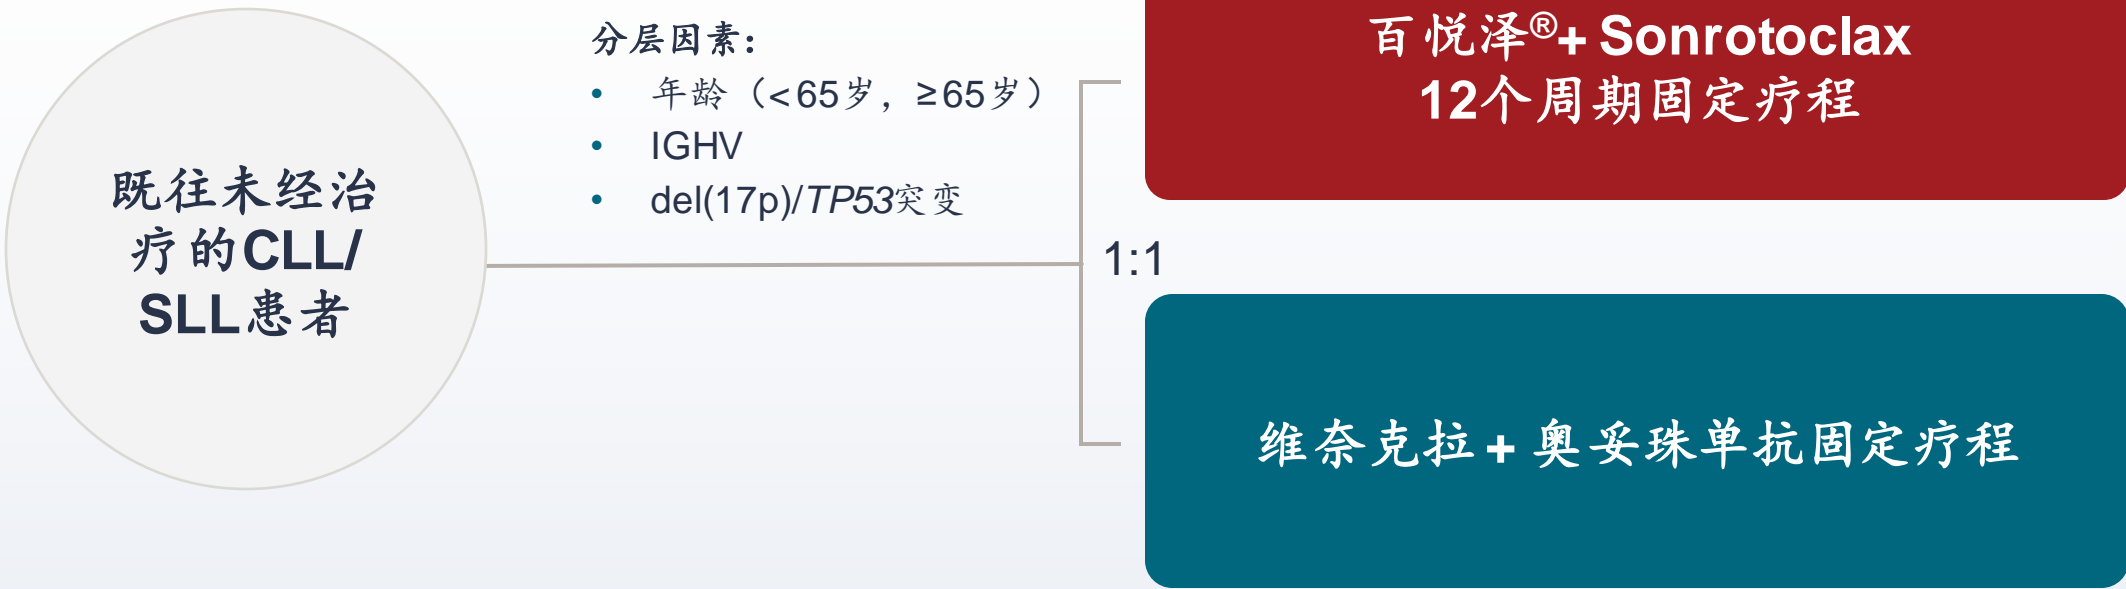 既往未经治
疗的CLL/
SLL患者
分层因素:
• 年龄（<65岁，≥65岁）
• IGHV
• del(17p)/TP53突变
1:1
百悦泽®+ Sonrotoclax
12个周期固定疗程
维奈克拉 + 奥妥珠单抗固定疗程